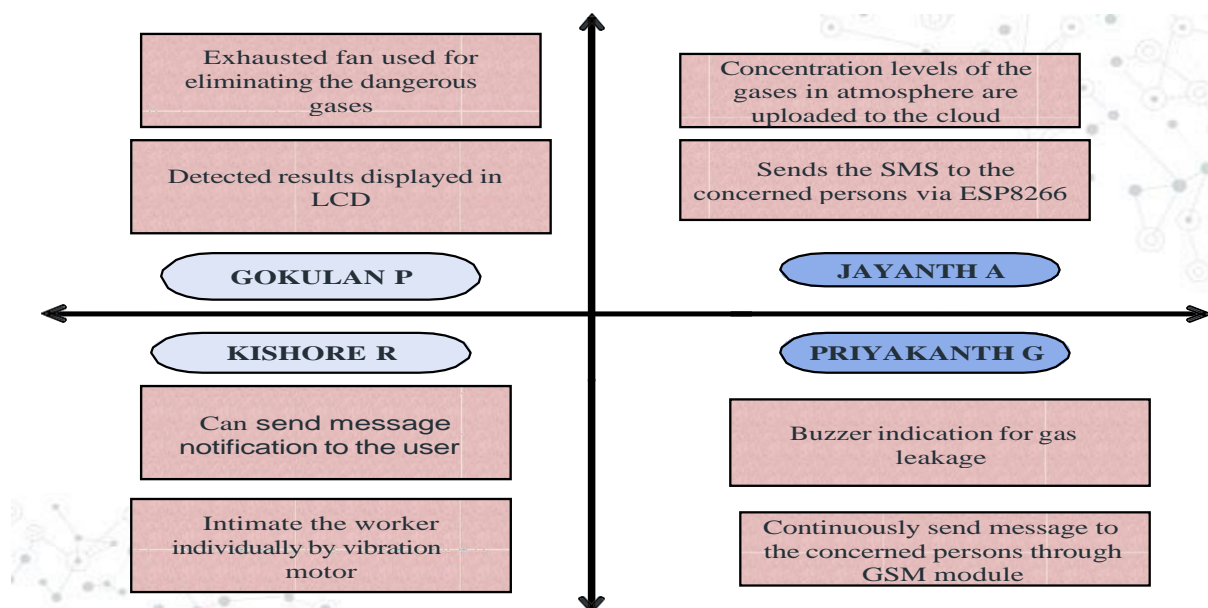 Exhausted fan used for
eliminating the dangerous
gases
Detected results displayed in
LCD
GOKULAN P
Concentration levels of the
gases in atmosphere are
uploaded to the cloud
Sends the SMS to the
concerned persons via ESP8266
JAYANTH A
KISHORE R
Can send message
notification to the user
Intimate the worker
individually by vibration
motor
PRIYAKANTH G
Buzzer indication for gas
leakage
Continuously send message to
the concerned persons through
GSM module